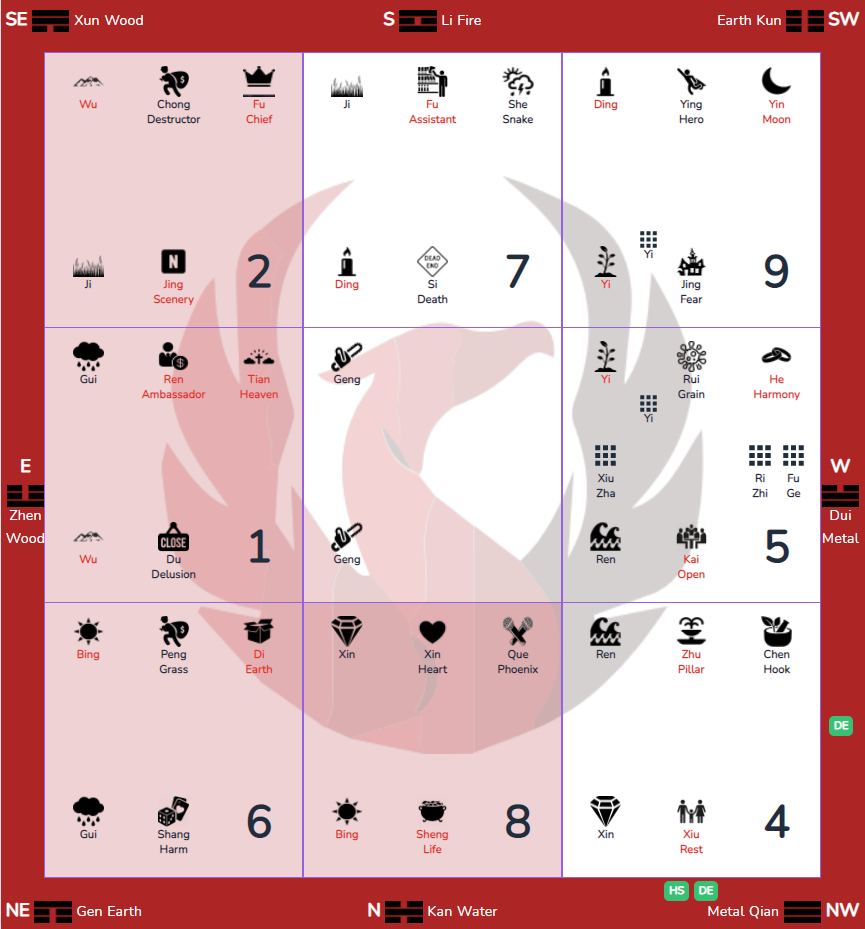 SE Xun Wood
S Li Fire
Earth Kun SW
Wu
Chong
Destructor
Fu
Chief
Ji
N
Jing
Scenery
2
Ji
Fu
Assistant
She
Snake
Ding
DEAD
END
Si
Death
7
Ding
Ying
Hero
Yin
Moon
Yi
Yi
Jing
Fear
9
E
Zhen
Wood
Gui
Ren
Ambassador
Tian
Heaven
Wu
CLOSE
Du
Delusion
1
Geng
Geng
Yi
Rui
Grain
He
Harmony
Yi
Xiu
Zha
Ri
Zhi
Fu
Ge
Ren
Kai
Open
5
W
Dui
Metal
Bing
Peng
Grass
Di
Earth
Gui
Shang
Harm
6
Xin
Xin
Heart
Que
Phoenix
Bing
Sheng
Life
8
Ren
Zhu
Pillar
Chen
Hook
Xin
Xiu
Rest
4
DE
HS DE
NE Gen Earth
N Kan Water
Metal Qian NW